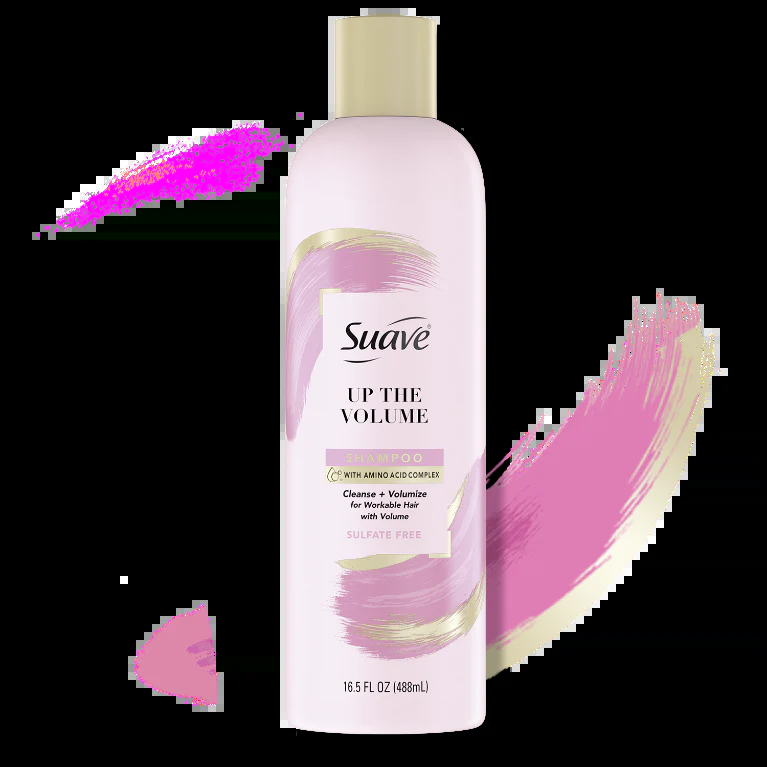 Suave®
UP THE
VOLUME
SHAMPOO
WITH AMINO ACID COMPLEX
Cleanse + Volumize
for Workable Hair
with Volume
SULFATE FREE
16.5 FL OZ (488mL)